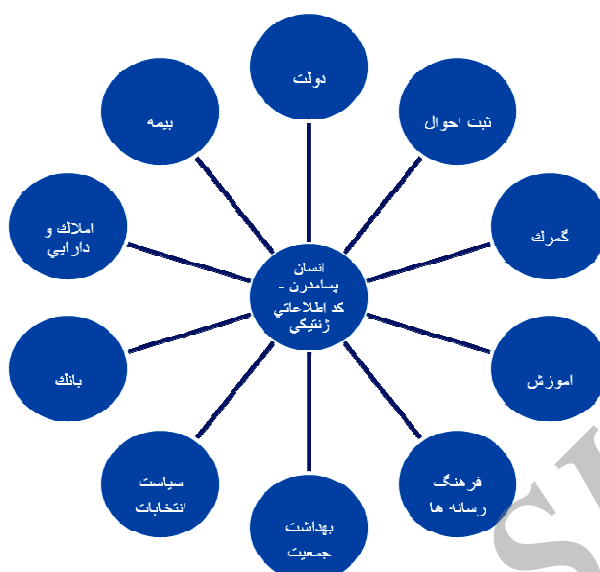 دولت
ثبت احوال
گمرك
اموزش
فرهنگ
رسانه ها
بهداشت
جمعيت
سياست
انتخابات
بانك
املاك و
دارايي
بيمه
انسان
پسامدرن -
كد اطلاعاتي
ژنتيكي